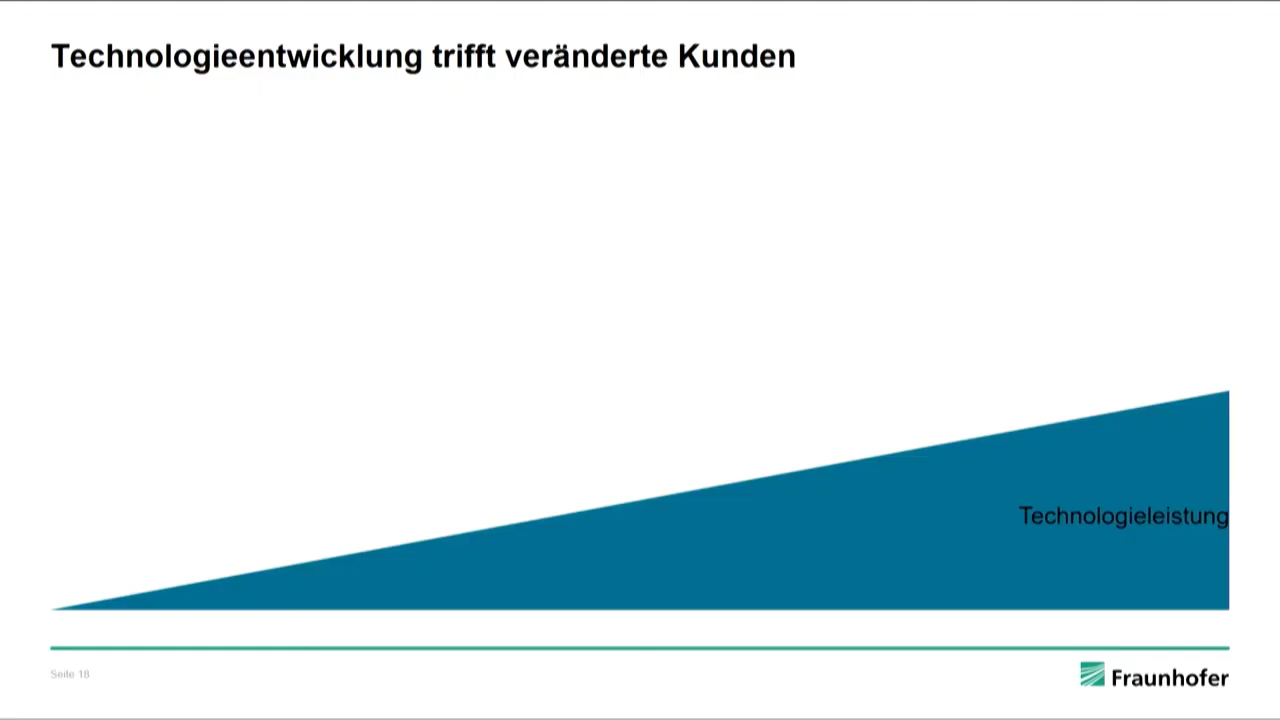 Technologieentwicklung trifft veränderte Kunden
Technologieleistung
Seite 18
Fraunhofer